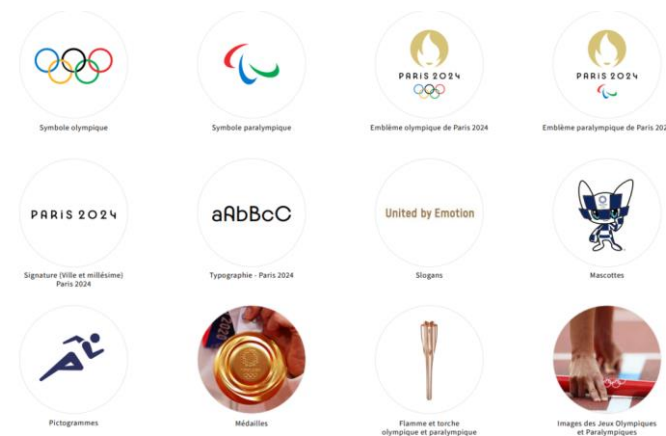 PARIS 2024
PARIS 2024
Symbole olympique
Symbole paralympique
Emblème olympique de Paris 2024
Emblème paralympique de Paris 202
PARIS 2024
aAbBcC
United by Emotion
Signature (Ville et millésime)
Paris 2024
Typographie - Paris 2024
Slogans
Mascottes
2020
Pictogrammes
Médailles
Flamme et torche
olympique et paralympique
Images des Jeux Olympiques
et Paralympiques